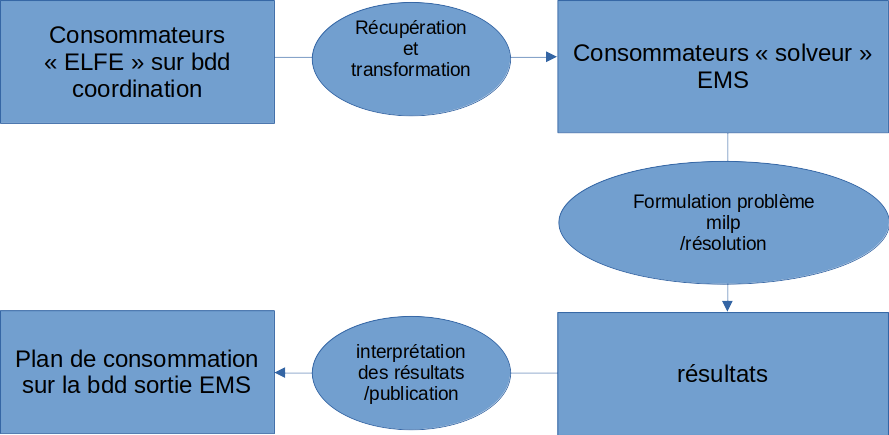 Consommateurs
« ELFE » sur bdd
coordination
Récupération
et
transformation
Consommateurs « solveur »
EMS
Formulation problème
milp
/résolution
résultats
interprétation
des résultats
/publication
Plan de consommation
sur la bdd sortie EMS